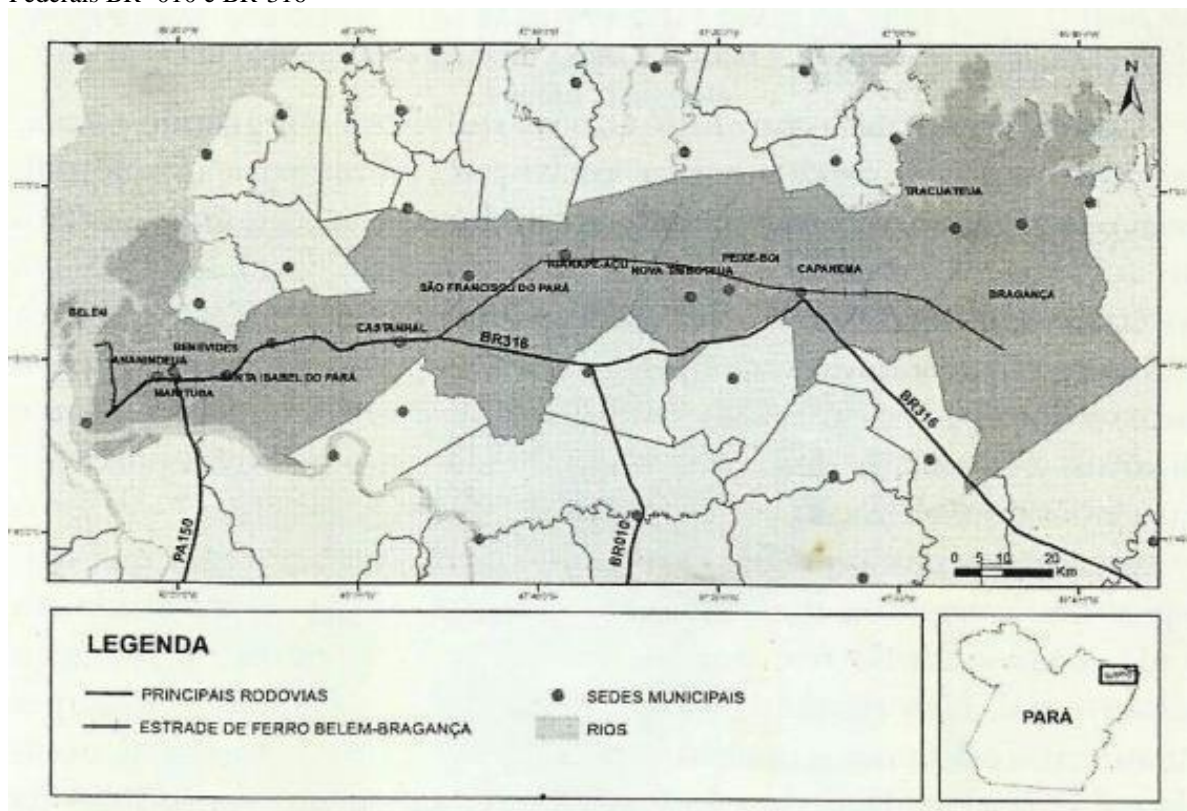 Federais BR- 010 e BR-316
N
TRACUATEUA
PEIXE-BOI
IGARAPÉ-AÇU
NOVA TIMBOTEUA
CAPANEMA
SÃO FRANCISCO DO PARÁ
BRAGANÇA
BELÉM
CASTANHAL
BR316
BENEVIDES
ANANINDEUA
SANTA ISABEL DO PARÁ
MARITUBA
BR316
PA150
BR010
0 5 10 20
Km
LEGENDA
PRINCIPAIS RODOVIAS
SEDES MUNICIPAIS
ESTRADE DE FERRO BELEM-BRAGANÇA
RIOS
PARÁ